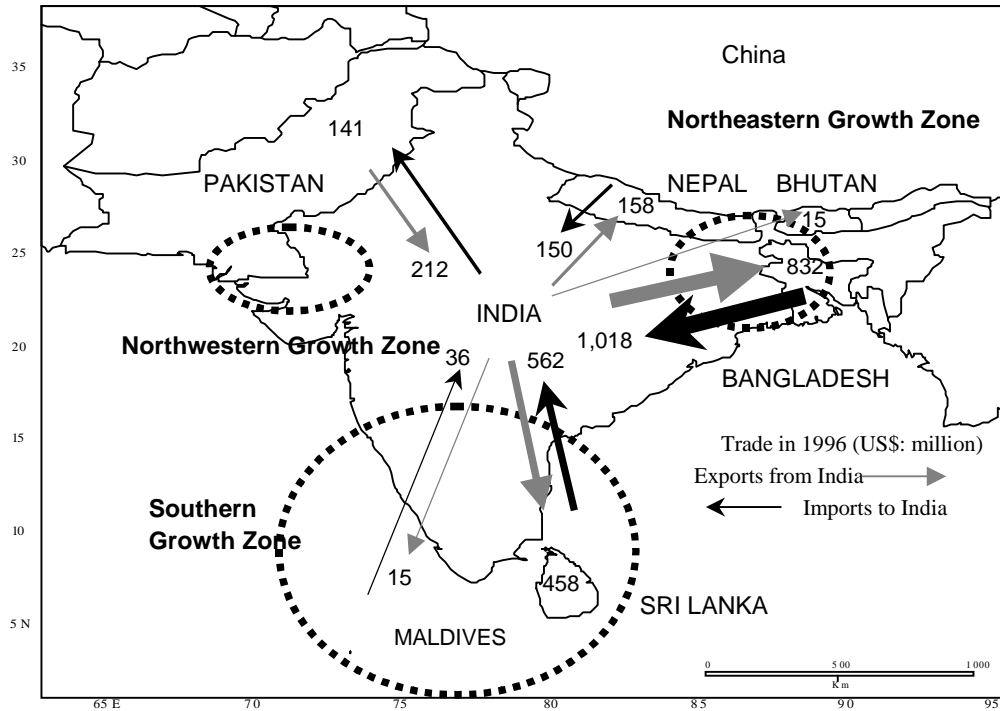 35
China
Northeastern Growth Zone
141
30
PAKISTAN
NEPAL
BHUTAN
158
15
25
150
212
832
INDIA
1,018
20
Northwestern Growth Zone
36
562
BANGLADESH
15
Trade in 1996 (US$: million)
Exports from India
Imports to India
Southern
Growth Zone
10
15
458
SRI LANKA
5 N
MALDIVES
0
500
1 000
Km
65 E
70
75
80
85
90
95